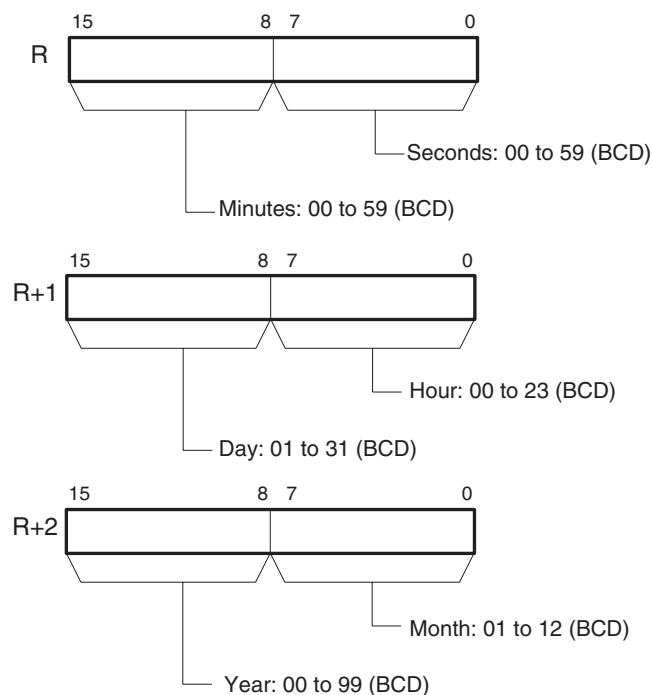 15 8 7 0
R
Seconds: 00 to 59 (BCD)
Minutes: 00 to 59 (BCD)
15 8 7 0
R+1
Hour: 00 to 23 (BCD)
Day: 01 to 31 (BCD)
15 8 7 0
R+2
Month: 01 to 12 (BCD)
Year: 00 to 99 (BCD)